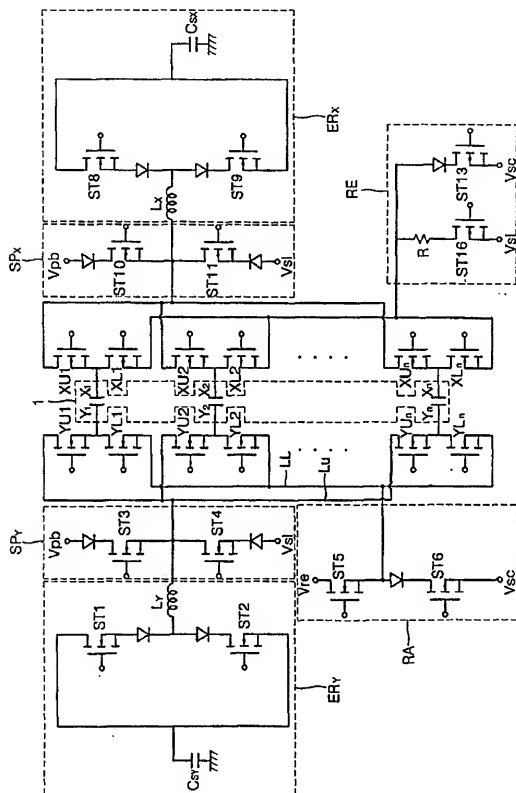 SPY
SPX
Vpb
ST3
ST4
Vsl
ST1
ST2
LY
CSY
ERY
1
YU1
Y1
YL1
XU1
X1
XL1
YU2
Y2
YL2
XU2
X2
XL2
LL
Lu
YUn
Yn
YLn
XUn
Xn
XLn
Vpb
ST10
ST11
Vsl
LX
ST8
ST9
CSX
ERX
Vre
ST5
ST6
Vsc
RA
RE
R
ST16
Vsl
ST13
Vsc